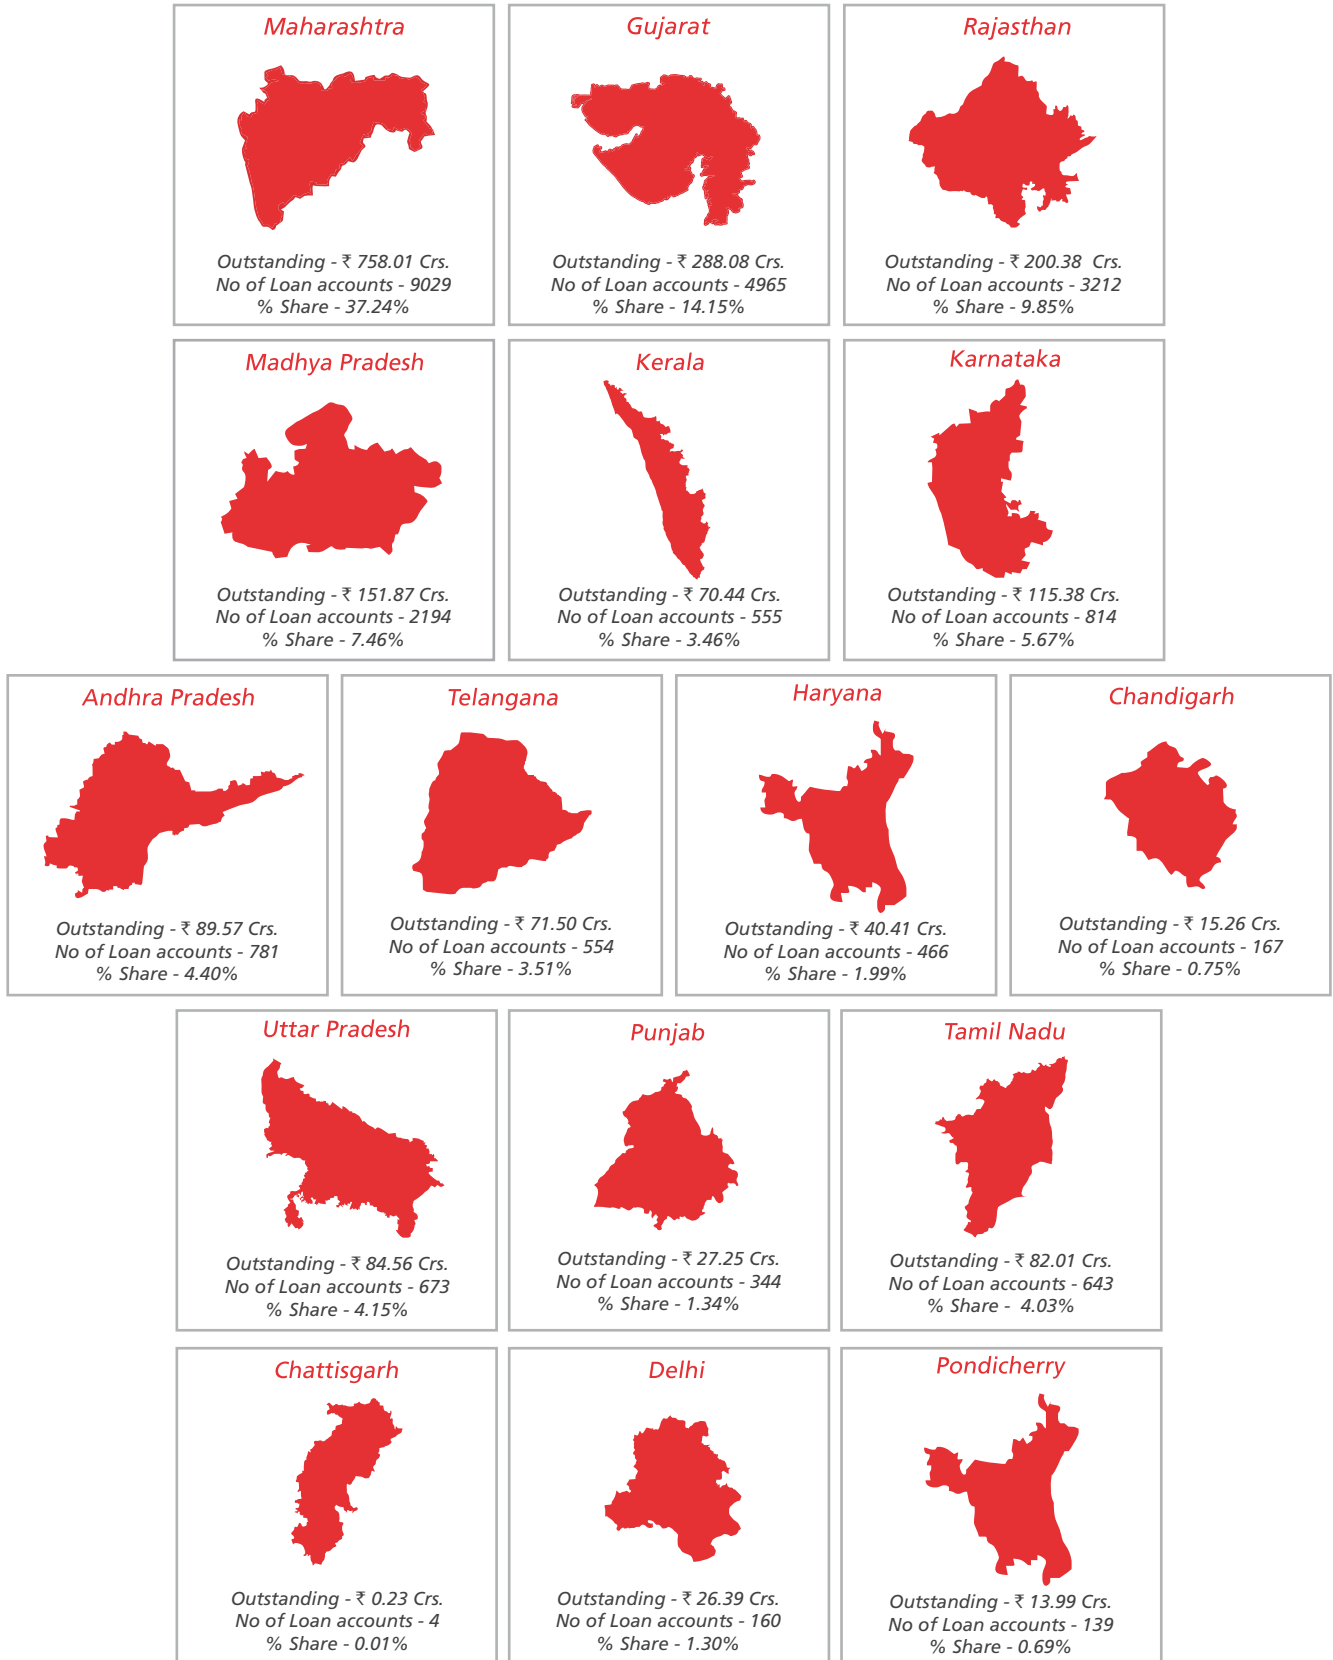 Maharashtra
Outstanding - ₹ 758.01 Crs.
No of Loan accounts - 9029
% Share - 37.24%
Gujarat
Outstanding - ₹ 288.08 Crs.
No of Loan accounts - 4965
% Share - 14.15%
Rajasthan
Outstanding - ₹ 200.38 Crs.
No of Loan accounts - 3212
% Share - 9.85%
Madhya Pradesh
Outstanding - ₹ 151.87 Crs.
No of Loan accounts - 2194
% Share - 7.46%
Kerala
Outstanding - ₹ 70.44 Crs.
No of Loan accounts - 555
% Share - 3.46%
Karnataka
Outstanding - ₹ 115.38 Crs.
No of Loan accounts - 814
% Share - 5.67%
Andhra Pradesh
Outstanding - ₹ 89.57 Crs.
No of Loan accounts - 781
% Share - 4.40%
Telangana
Outstanding - ₹ 71.50 Crs.
No of Loan accounts - 554
% Share - 3.51%
Haryana
Outstanding - ₹ 40.41 Crs.
No of Loan accounts - 466
% Share - 1.99%
Chandigarh
Outstanding - ₹ 15.26 Crs.
No of Loan accounts - 167
% Share - 0.75%
Uttar Pradesh
Outstanding - ₹ 84.56 Crs.
No of Loan accounts - 673
% Share - 4.15%
Punjab
Outstanding - ₹ 27.25 Crs.
No of Loan accounts - 344
% Share - 1.34%
Tamil Nadu
Outstanding - ₹ 82.01 Crs.
No of Loan accounts - 643
% Share - 4.03%
Chattisgarh
Outstanding - ₹ 0.23 Crs.
No of Loan accounts - 4
% Share - 0.01%
Delhi
Outstanding - ₹ 26.39 Crs.
No of Loan accounts - 160
% Share - 1.30%
Pondicherry
Outstanding - ₹ 13.99 Crs.
No of Loan accounts - 139
% Share - 0.69%